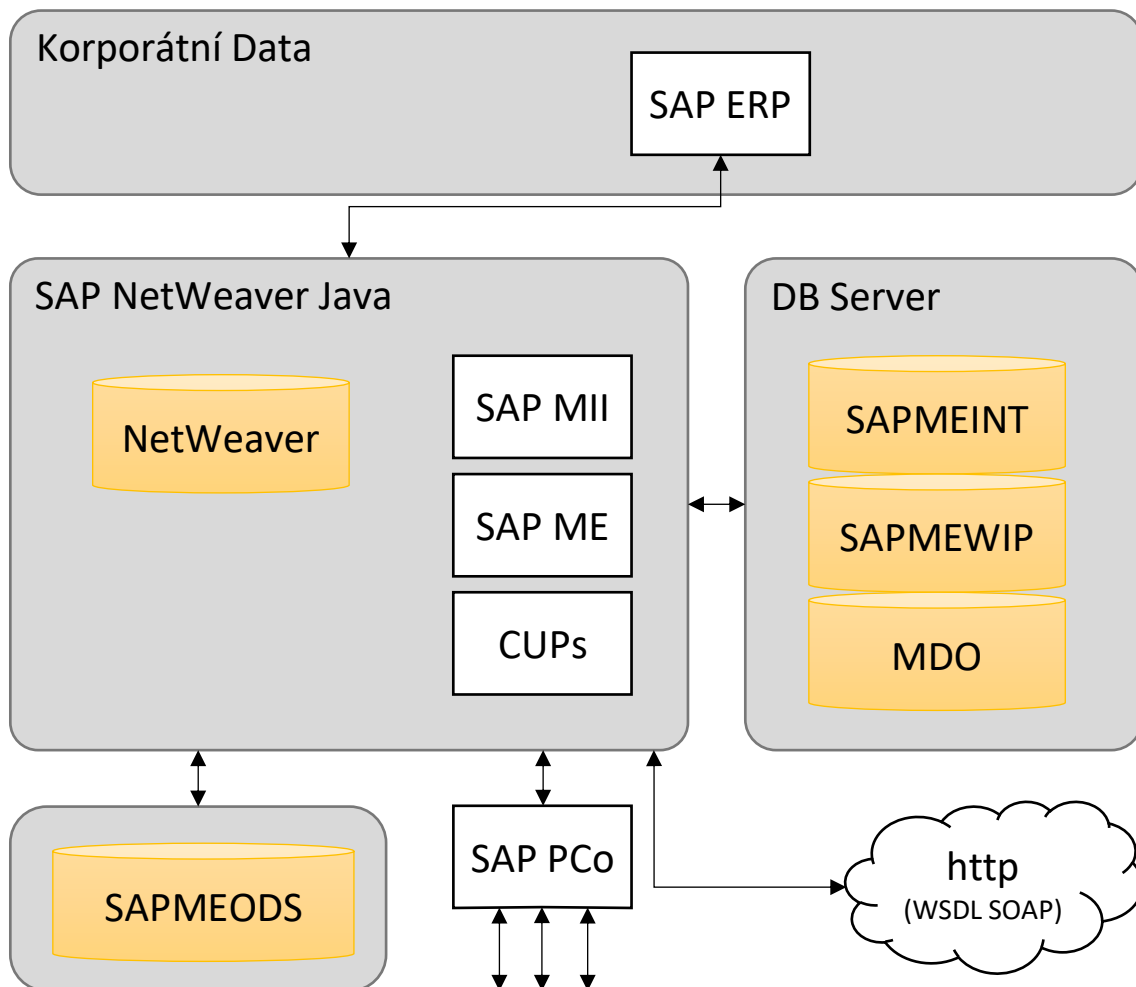 Korporátní Data
SAP ERP
SAP NetWeaver Java
NetWeaver
SAP MII
SAP ME
CUPs
DB Server
SAPMEINT
SAPMEWIP
MDO
SAPMEODS
SAP PCo
http
(WSDL SOAP)